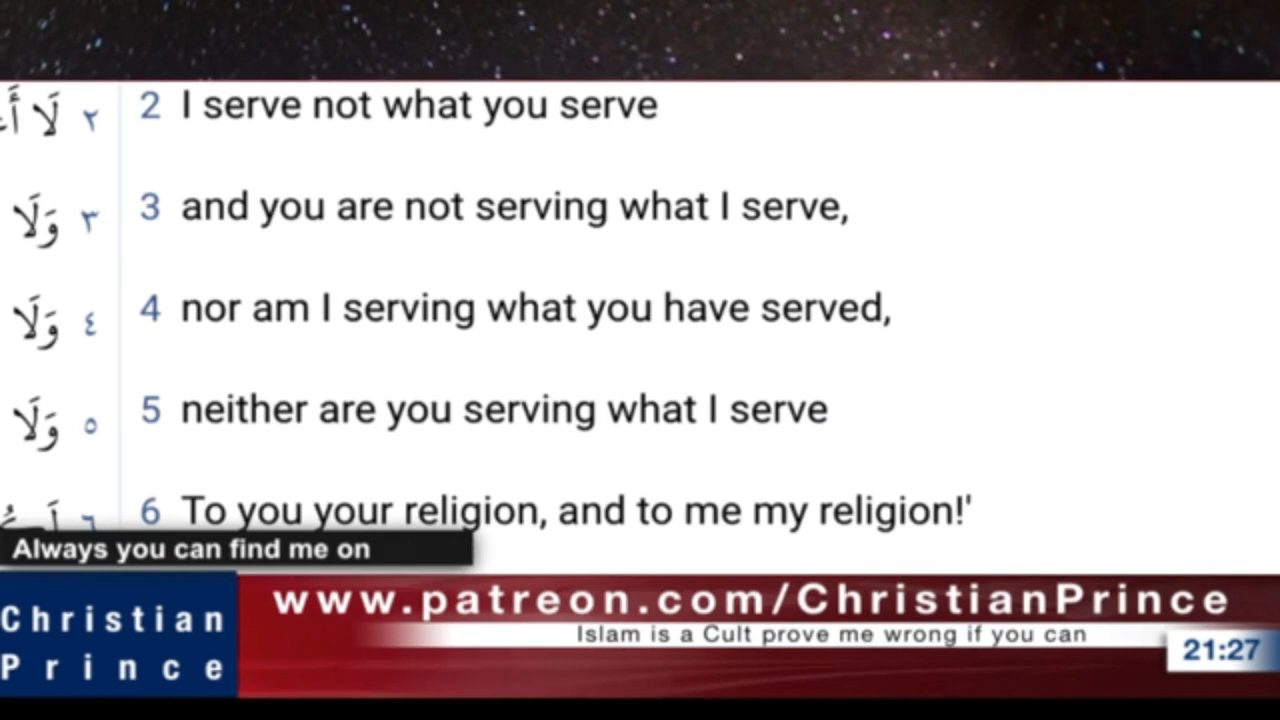 لَا ٢ 2 I serve not what you serve
وَلَا ٣ 3 and you are not serving what I serve,
وَلَا ٤ 4 nor am I serving what you have served,
وَلَا ٥ 5 neither are you serving what I serve
6 To you your religion, and to me my religion!'
Always you can find me on
Christian
Prince
www.patreon.com/ChristianPrince
Islam is a Cult prove me wrong if you can
21:27